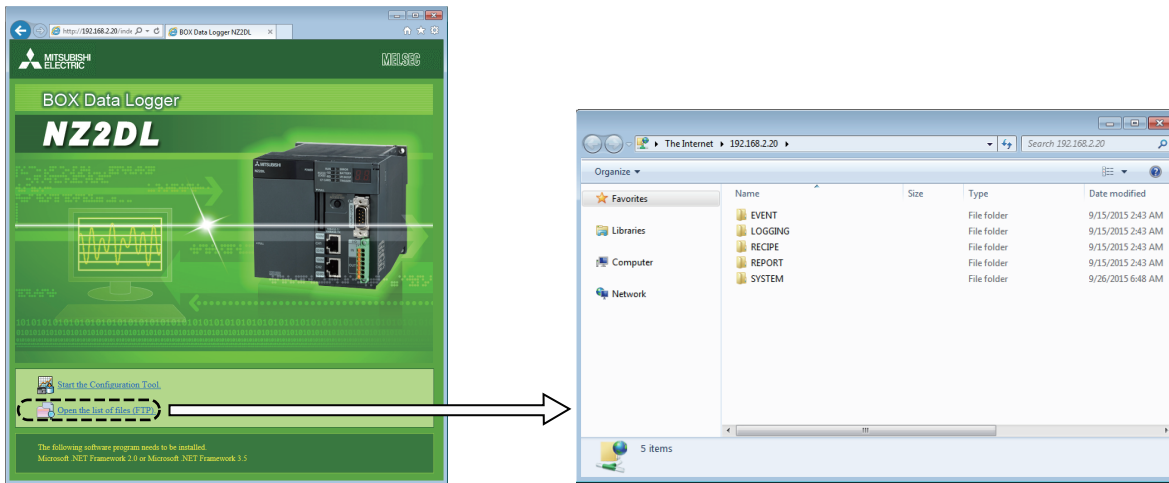 http://192.168.2.20/inde
BOX Data Logger NZ2DL
MITSUBISHI
ELECTRIC
MELSEC
BOX Data Logger
NZ2DL
MITSUBISHI
Start the Configuration Tool.
Open the list of files (FTP).
The following software program needs to be installed.
Microsoft .NET Framework 2.0 or Microsoft .NET Framework 3.5
The Internet 192.168.2.20
Search 192.168.2.20
Organize
Favorites
Libraries
Computer
Network
Name Size Type Date modified
EVENT File folder 9/15/2015 2:43 AM
LOGGING File folder 9/15/2015 2:43 AM
RECIPE File folder 9/15/2015 2:43 AM
REPORT File folder 9/15/2015 2:43 AM
SYSTEM File folder 9/26/2015 6:48 AM
5 items